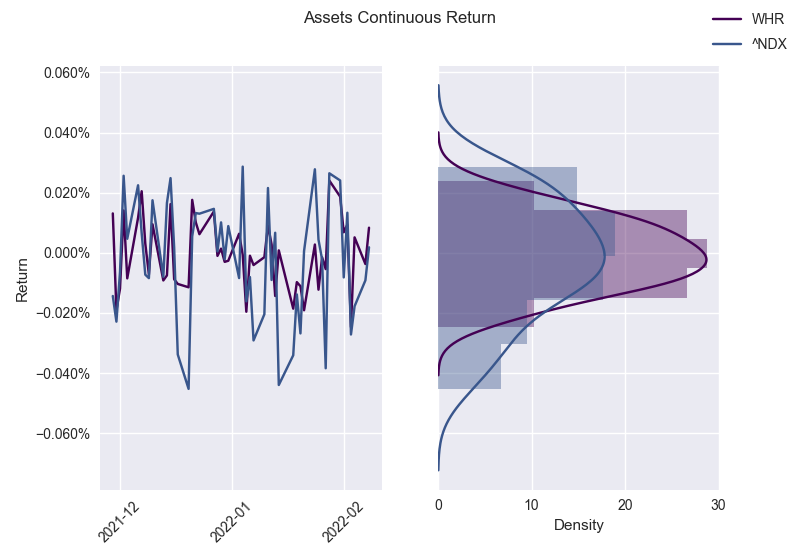 Assets Continuous Return
WHR
^NDX
Return
0.060%
0.040%
0.020%
0.000%
−0.020%
−0.040%
−0.060%
2021-12
2022-01
2022-02
0
10
20
30
Density